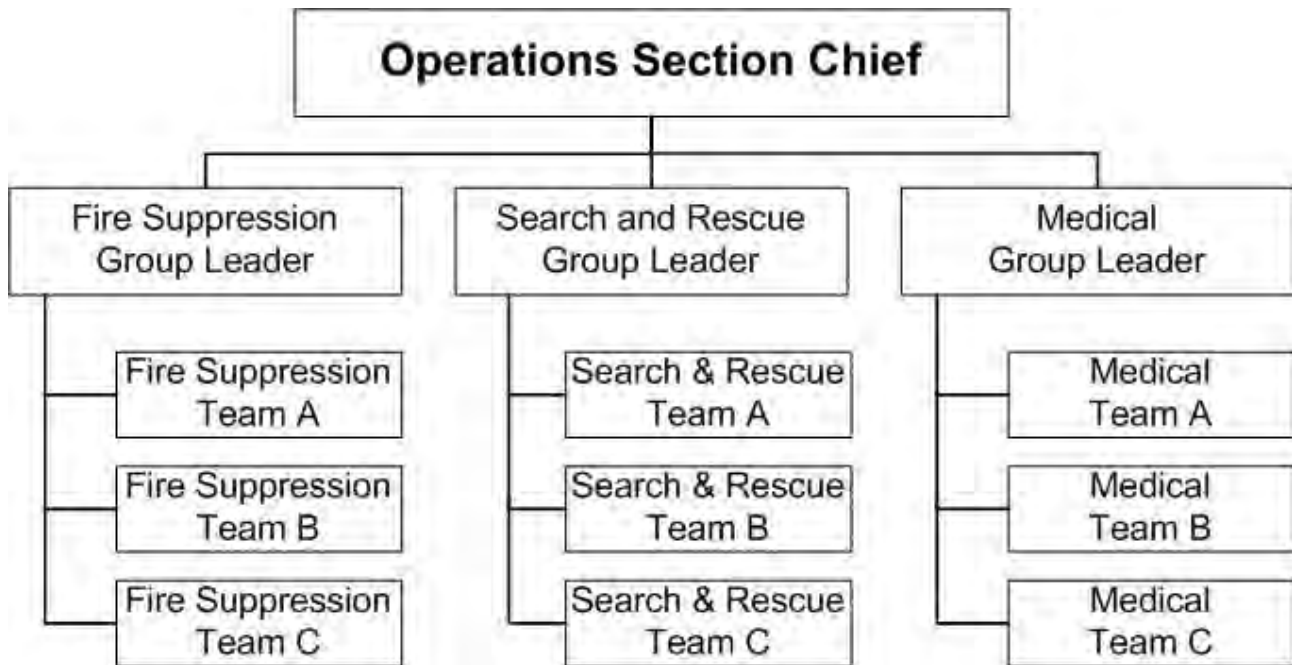 Operations Section Chief
Fire Suppression
Group Leader
Search and Rescue
Group Leader
Medical
Group Leader
Fire Suppression
Team A
Search & Rescue
Team A
Medical
Team A
Fire Suppression
Team B
Search & Rescue
Team B
Medical
Team B
Fire Suppression
Team C
Search & Rescue
Team C
Medical
Team C